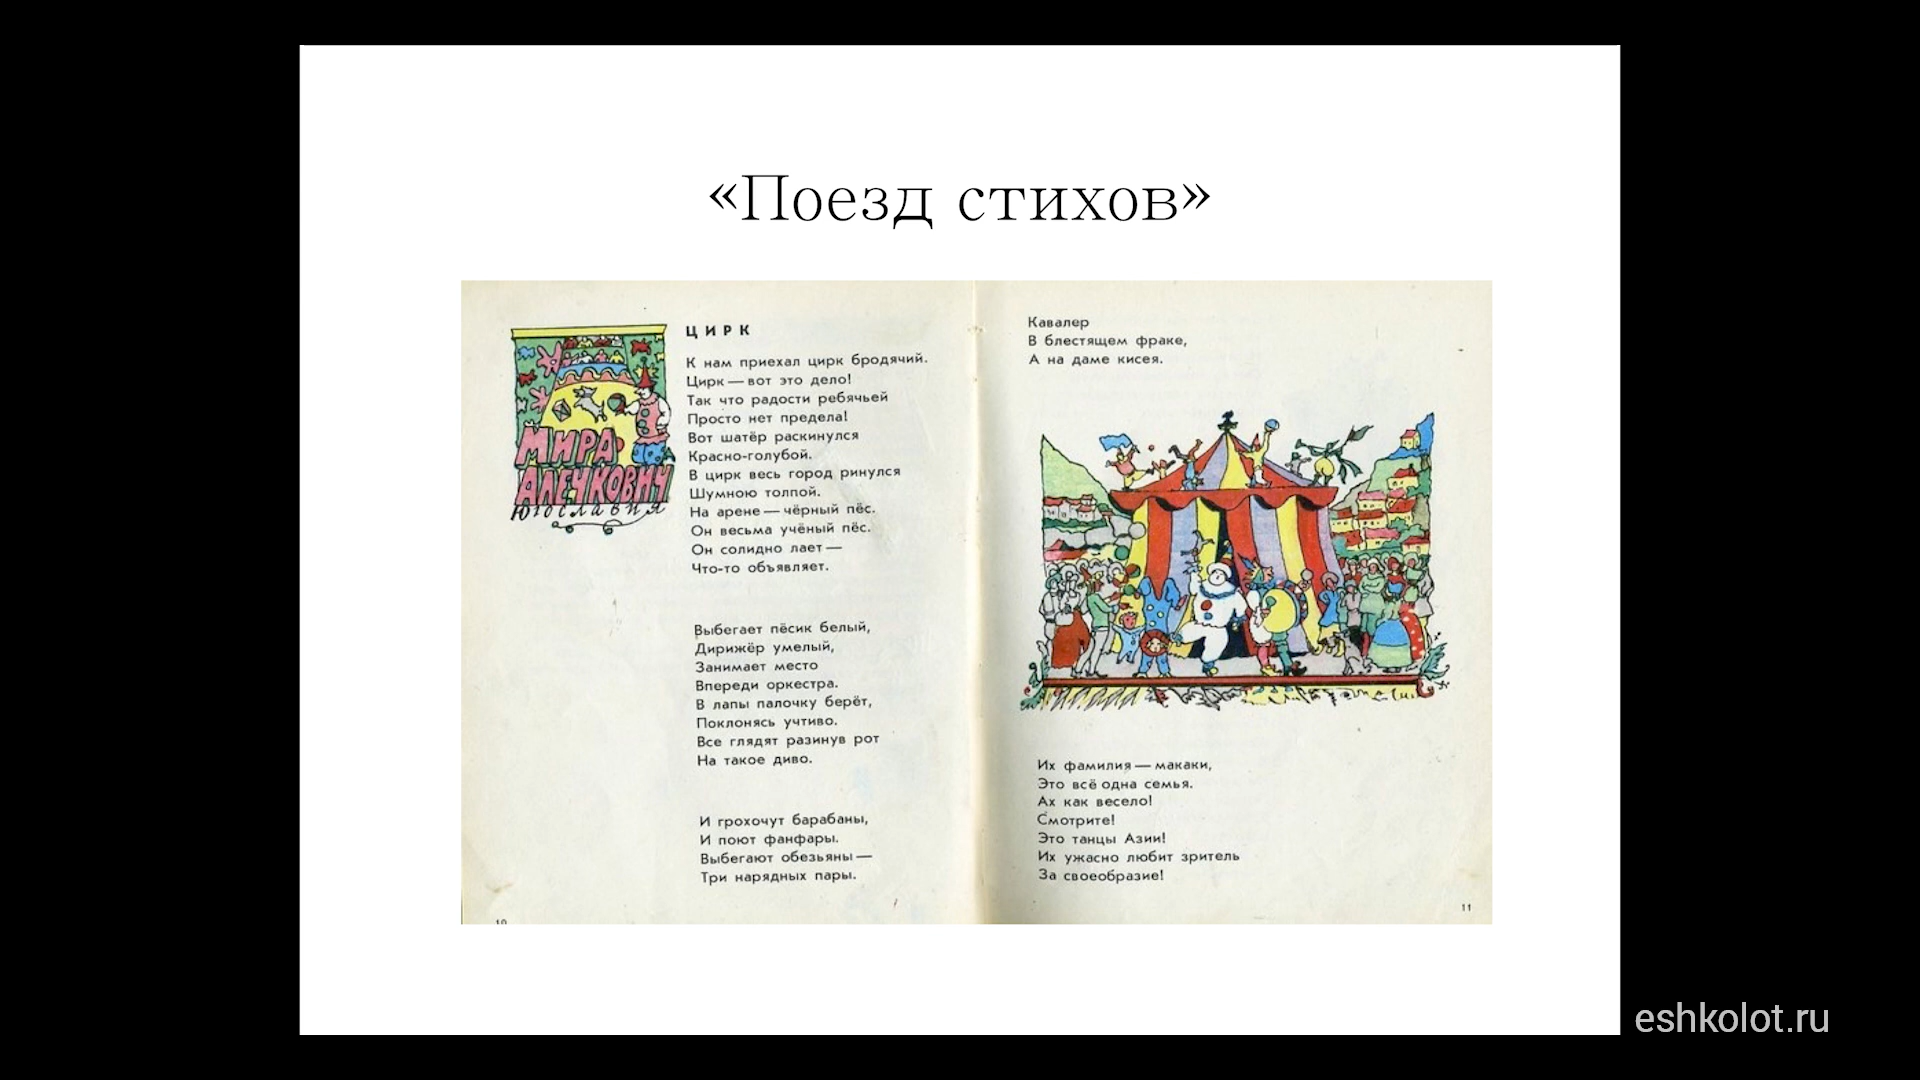 «Поезд стихов»
МИРА
АЛЕЧКОВИЧ
Югославия
ЦИРК
К нам приехал цирк бродячий.
Цирк — вот это дело!
Так что радости ребячьей
Просто нет предела!
Вот шатёр раскинулся
Красно-голубой.
В цирк весь город ринулся
Шумною толпой.
На арене — чёрный пёс.
Он весьма учёный пёс.
Он солидно лает —
Что-то объявляет.
Выбегает пёсик белый,
Дирижёр умелый,
Занимает место
Впереди оркестра.
В лапы палочку берёт,
Поклонясь учтиво.
Все глядят разинув рот
На такое диво.
И грохочут барабаны,
И поют фанфары.
Выбегают обезьяны —
Три нарядных пары.
10
Кавалер
В блестящем фраке,
А на даме кисея.
Их фамилия — макаки,
Это всё одна семья.
Ах как весело!
Смотрите!
Это танцы Азии!
Их ужасно любит зритель
За своеобразие!
11
eshkolot.ru